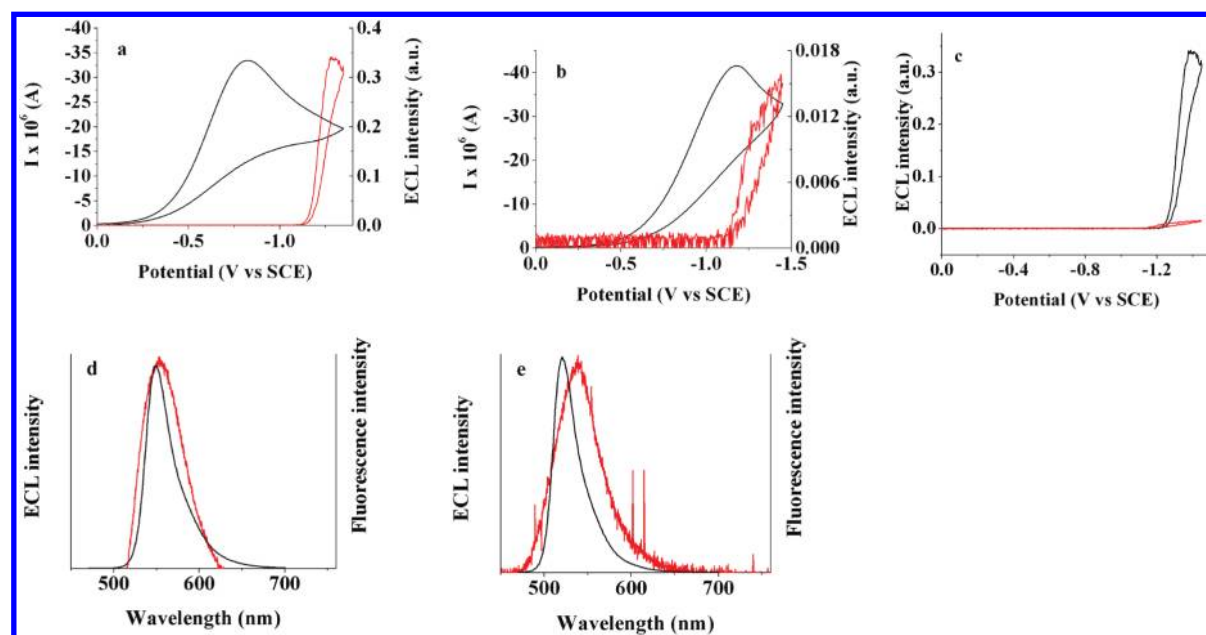 a
-40
-35
-30
-25
-20
-15
-10
-5
0
I x 10⁶ (A)
0.4
0.3
0.2
0.1
0.0
ECL intensity (a.u.)
0.0
-0.5
-1.0
Potential (V vs SCE)
b
-40
-30
-20
-10
0
I x 10⁶ (A)
0.018
0.012
0.006
0.000
ECL intensity (a.u.)
0.0
-0.5
-1.0
-1.5
Potential (V vs SCE)
c
0.3
0.2
0.1
0.0
ECL intensity (a.u.)
0.0
-0.4
-0.8
-1.2
Potential (V vs SCE)
d
ECL intensity
Fluorescence intensity
500
600
700
Wavelength (nm)
e
ECL intensity
Fluorescence intensity
500
600
700
Wavelength (nm)